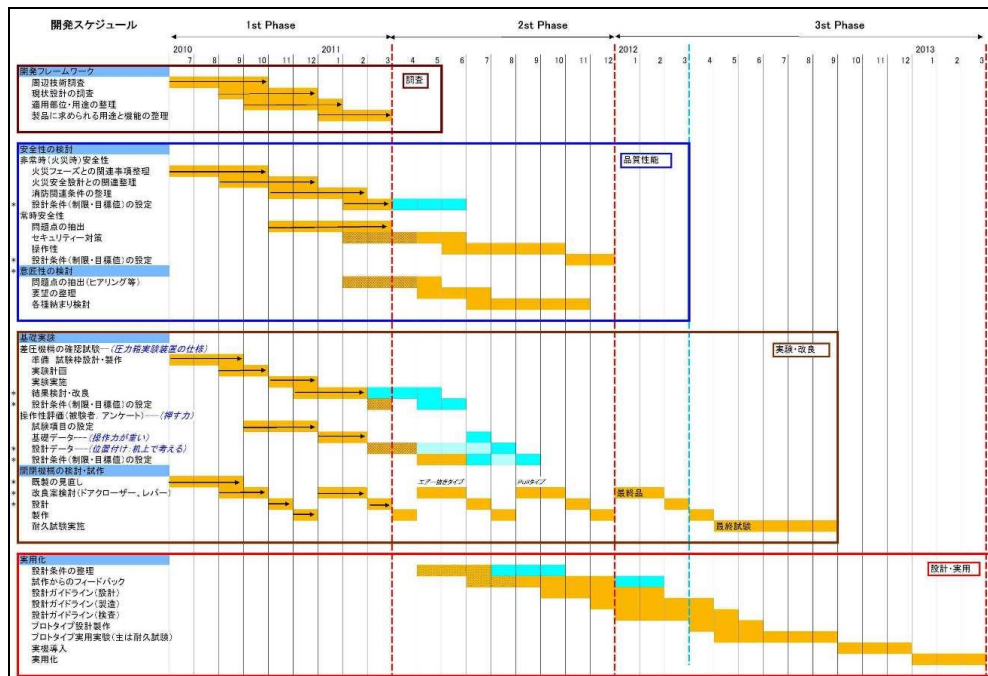 開発スケジュール 1st Phase 2st Phase 3st Phase
2010 2011 2012 2013
7 8 9 10 11 12 1 2 3 4 5 6 7 8 9 10 11 12 1 2 3 4 5 6 7 8 9 10 11 12 1 2 3
開発フレームワーク 調査
周辺技術調査
現状設計の調査
適用部位・用途の整理
製品に求められる用途と機能の整理
安全性の検討
非常時(火災時)安全性 品質性能
火災フェーズとの関連事項整理
火災安全設計との関連整理
消防関連条件の整理
* 設計条件(制限・目標値)の設定
常時安全性
問題点の抽出
セキュリティー対策
操作性
* 設計条件(制限・目標値)の設定
* 意匠性の検討
問題点の抽出(ヒアリング等)
要望の整理
各種納まり検討
基礎実験
差圧機構の確認試験--(圧力箱実験装置の仕様) 実験・改良
準備 試験枠設計・製作
実験計画
実験実施
* 結果検討・改良
* 設計条件(制限・目標値)の設定
操作性評価(被験者、アンケート)---(押す力)
試験項目の設定
基礎データ---(操作力が重い)
* 設計データ---(位置付け:机上で考える)
* 設計条件(制限・目標値)の設定
開閉機構の検討・試作
* 既製の見直し エアー抜きタイプ Pullタイプ
* 改良案検討(ドアクローザー、レバー) 最終品
* 設計
製作
耐久試験実施 最終試験
実用化
設計条件の整理 設計・実用
試作からのフィードバック
設計ガイドライン(設計)
設計ガイドライン(製造)
設計ガイドライン(検査)
プロトタイプ設計製作
プロトタイプ実用実験(主は耐久試験)
実機導入
実用化